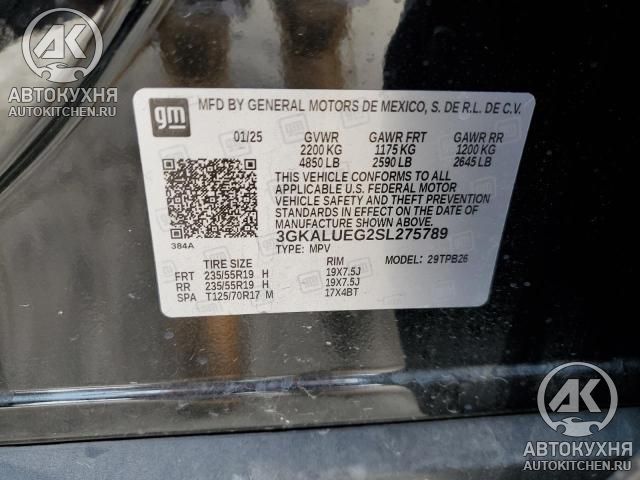 АК
АВТОКУХНЯ
AUTOKITCHEN.RU
gm
MFD BY GENERAL MOTORS DE MEXICO, S. DE R.L. DE C.V.
01/25 GVWR GAWR FRT GAWR RR
2200 KG 1175 KG 1200 KG
4850 LB 2590 LB 2645 LB
THIS VEHICLE CONFORMS TO ALL
APPLICABLE U.S. FEDERAL MOTOR
VEHICLE SAFETY AND THEFT PREVENTION
STANDARDS IN EFFECT ON THE DATE OF
MANUFACTURE SHOWN ABOVE.
384A
3GKALUEG2SL275789
TYPE: MPV MODEL: 29TPB26
TIRE SIZE RIM
FRT 235/55R19 H 19X7.5J
RR 235/55R19 H 19X7.5J
SPA T125/70R17 M 17X4BT
АК
АВТОКУХНЯ
AUTOKITCHEN.RU